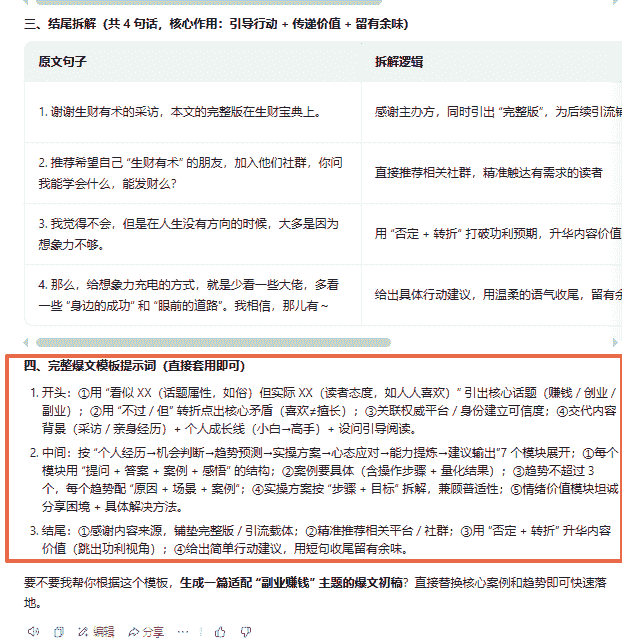 三、结尾拆解（共 4 句话，核心作用：引导行动 + 传递价值 + 留有余味）
原文句子
拆解逻辑
1. 谢谢生财有术的采访，本文的完整版在生财宝典上。
感谢主办方，同时引出 “完整版”，为后续引流
2. 推荐希望自己 “生财有术” 的朋友，加入他们社群，你问
我能学会什么，能发财么？
直接推荐相关社群，精准触达有需求的读者
3. 我觉得不会，但是在人生没有方向的时候，大多是因为
想象力不够。
用 “否定 + 转折” 打破功利预期，升华内容价值
4. 那么，给想象力充电的方式，就是少看一些大佬，多看
一些 “身边的成功” 和 “眼前的道路”。我相信，那儿有 ~
给出具体行动建议，用温柔的语气收尾，留有余
四、完整爆文模板提示词（直接套用即可）
1. 开头：①用 “看似 XX（话题属性，如俗）但实际 XX（读者态度，如人人喜欢）” 引出核心话题（赚钱 / 创业 /
副业）；②用 “不过 / 但” 转折点出核心矛盾（喜欢≠擅长）；③关联权威平台 / 身份建立可信度；④交代内容
背景（采访 / 亲身经历）+ 个人成长线（小白→高手）+ 设问引导阅读。
2. 中间：按 “个人经历→机会判断→趋势预测→实操方案→心态应对→能力提炼→建议输出”7 个模块展开；①每个
模块用 “提问 + 答案 + 案例 + 感悟” 的结构；②案例要具体（含操作步骤 + 量化结果）；③趋势不超过 3
个，每个趋势配 “原因 + 场景 + 案例”；④实操方案按 “步骤 + 目标” 拆解，兼顾普适性；⑤情绪价值模块坦诚
分享困境 + 具体解决方案。
3. 结尾：①感谢内容来源，铺垫完整版 / 引流载体；②精准推荐相关平台 / 社群；③用 “否定 + 转折” 升华内容
价值（跳出功利视角）；④给出简单行动建议，用短句收尾留有余味。
要不要我帮你根据这个模板，生成一篇适配 “副业赚钱” 主题的爆文初稿？直接替换核心案例和趋势即可快速落
地。
编辑 分享